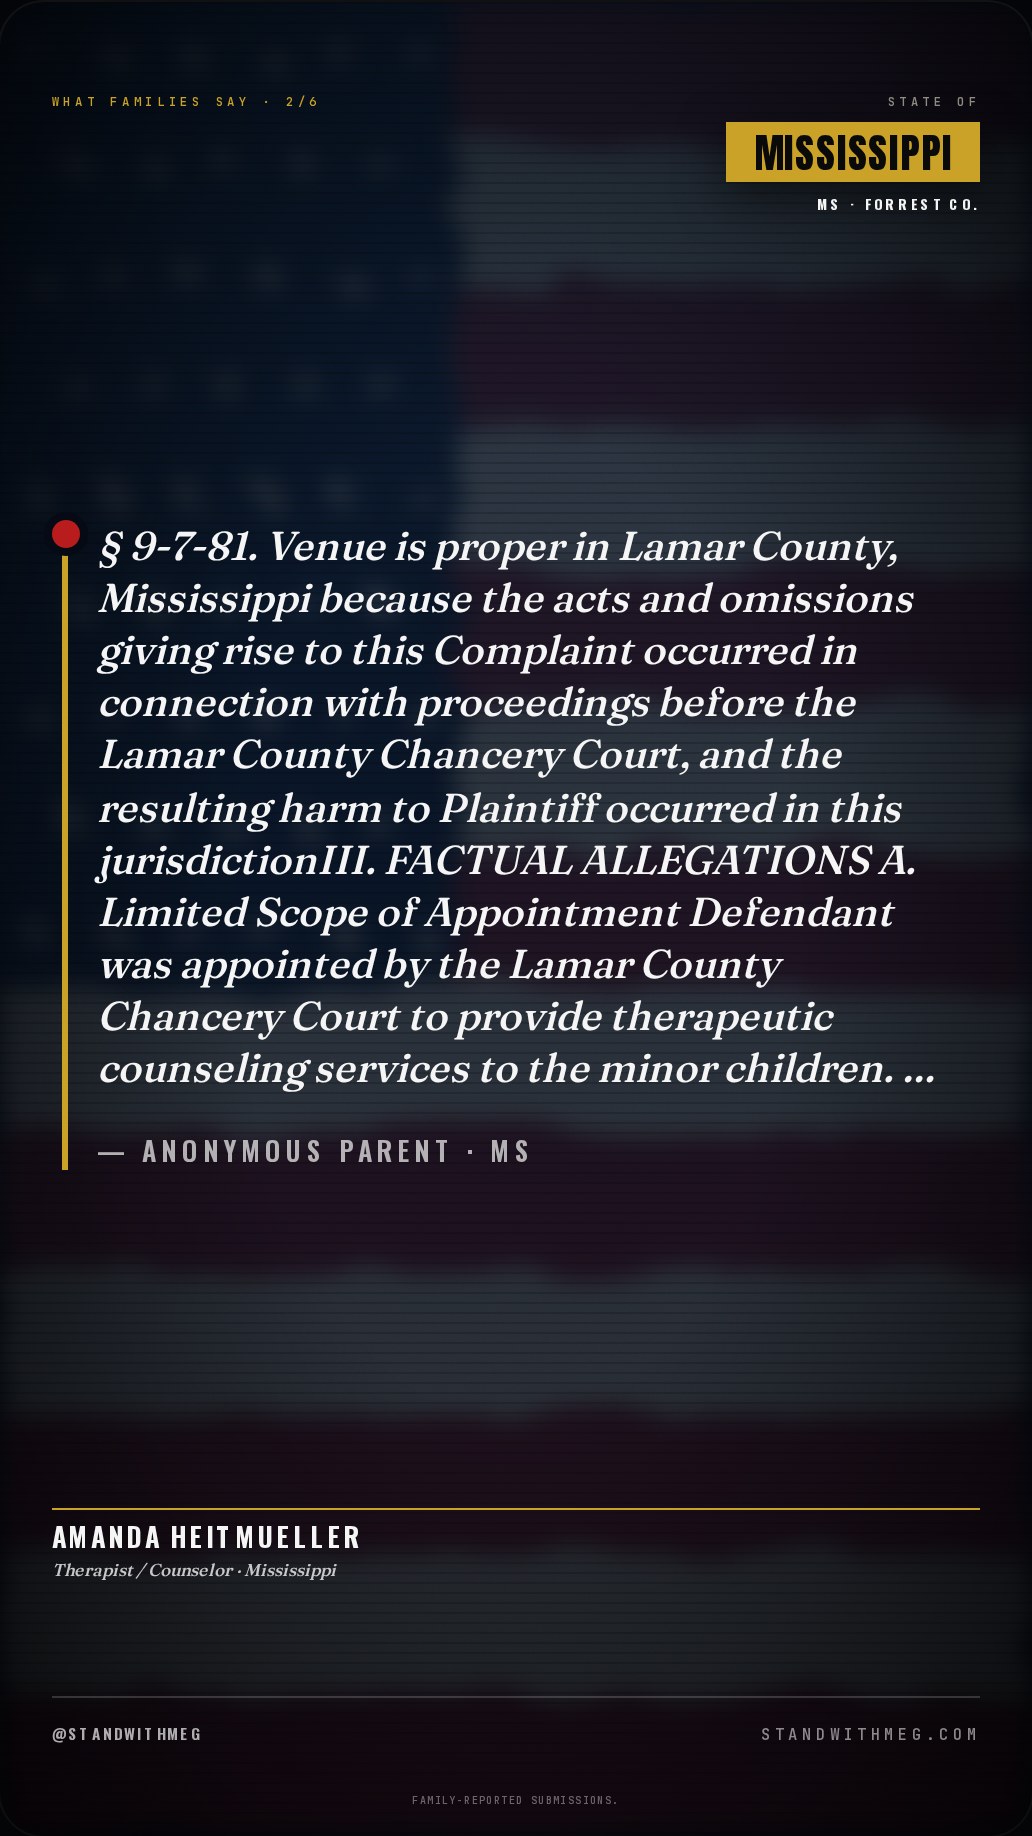 WHAT FAMILIES SAY · 2/6
STATE OF
MISSISSIPPI
MS · FORREST CO.
§ 9-7-81. Venue is proper in Lamar County,
Mississippi because the acts and omissions
giving rise to this Complaint occurred in
connection with proceedings before the
Lamar County Chancery Court, and the
resulting harm to Plaintiff occurred in this
jurisdictionIII. FACTUAL ALLEGATIONS A.
Limited Scope of Appointment Defendant
was appointed by the Lamar County
Chancery Court to provide therapeutic
counseling services to the minor children. ...
— ANONYMOUS PARENT · MS
AMANDA HEITMUELLER
Therapist / Counselor · Mississippi
@STANDWITHMEG
STANDWITHMEG.COM
FAMILY-REPORTED SUBMISSIONS.